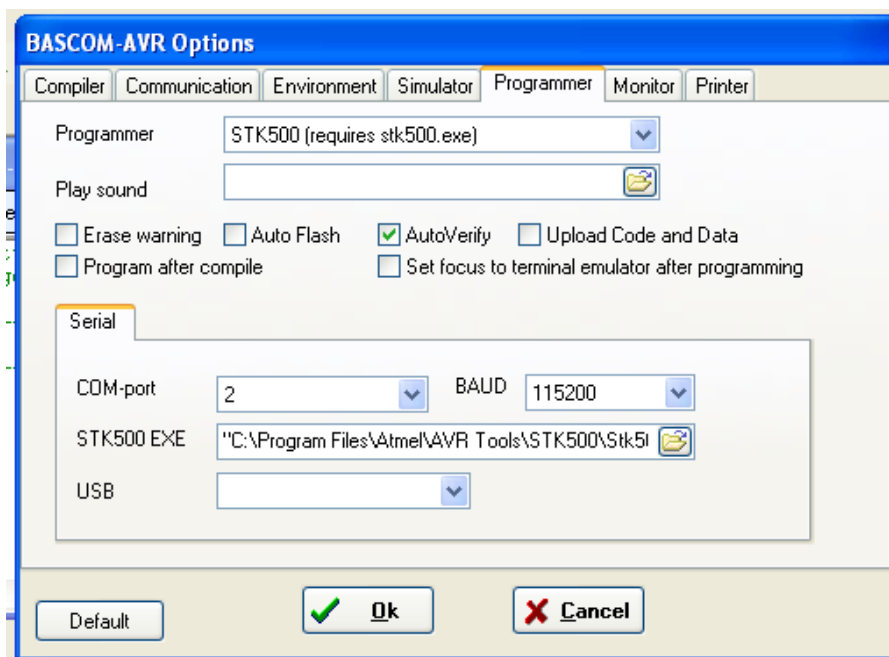 BASCOM-AVR Options
Compiler Communication Environment Simulator Programmer Monitor Printer
Programmer STK500 (requires stk500.exe)
Play sound
Erase warning Auto Flash AutoVerify Upload Code and Data
Program after compile Set focus to terminal emulator after programming
Serial
COM-port 2 BAUD 115200
STK500 EXE "C:\Program Files\Atmel\AVR Tools\STK500\Stk5
USB
Default Ok Cancel